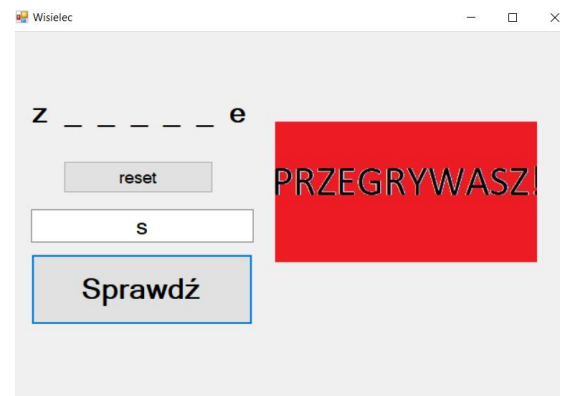 Wisielec
z _ _ _ _ _ e
reset
s
Sprawdź
PRZEGRYWASZ!